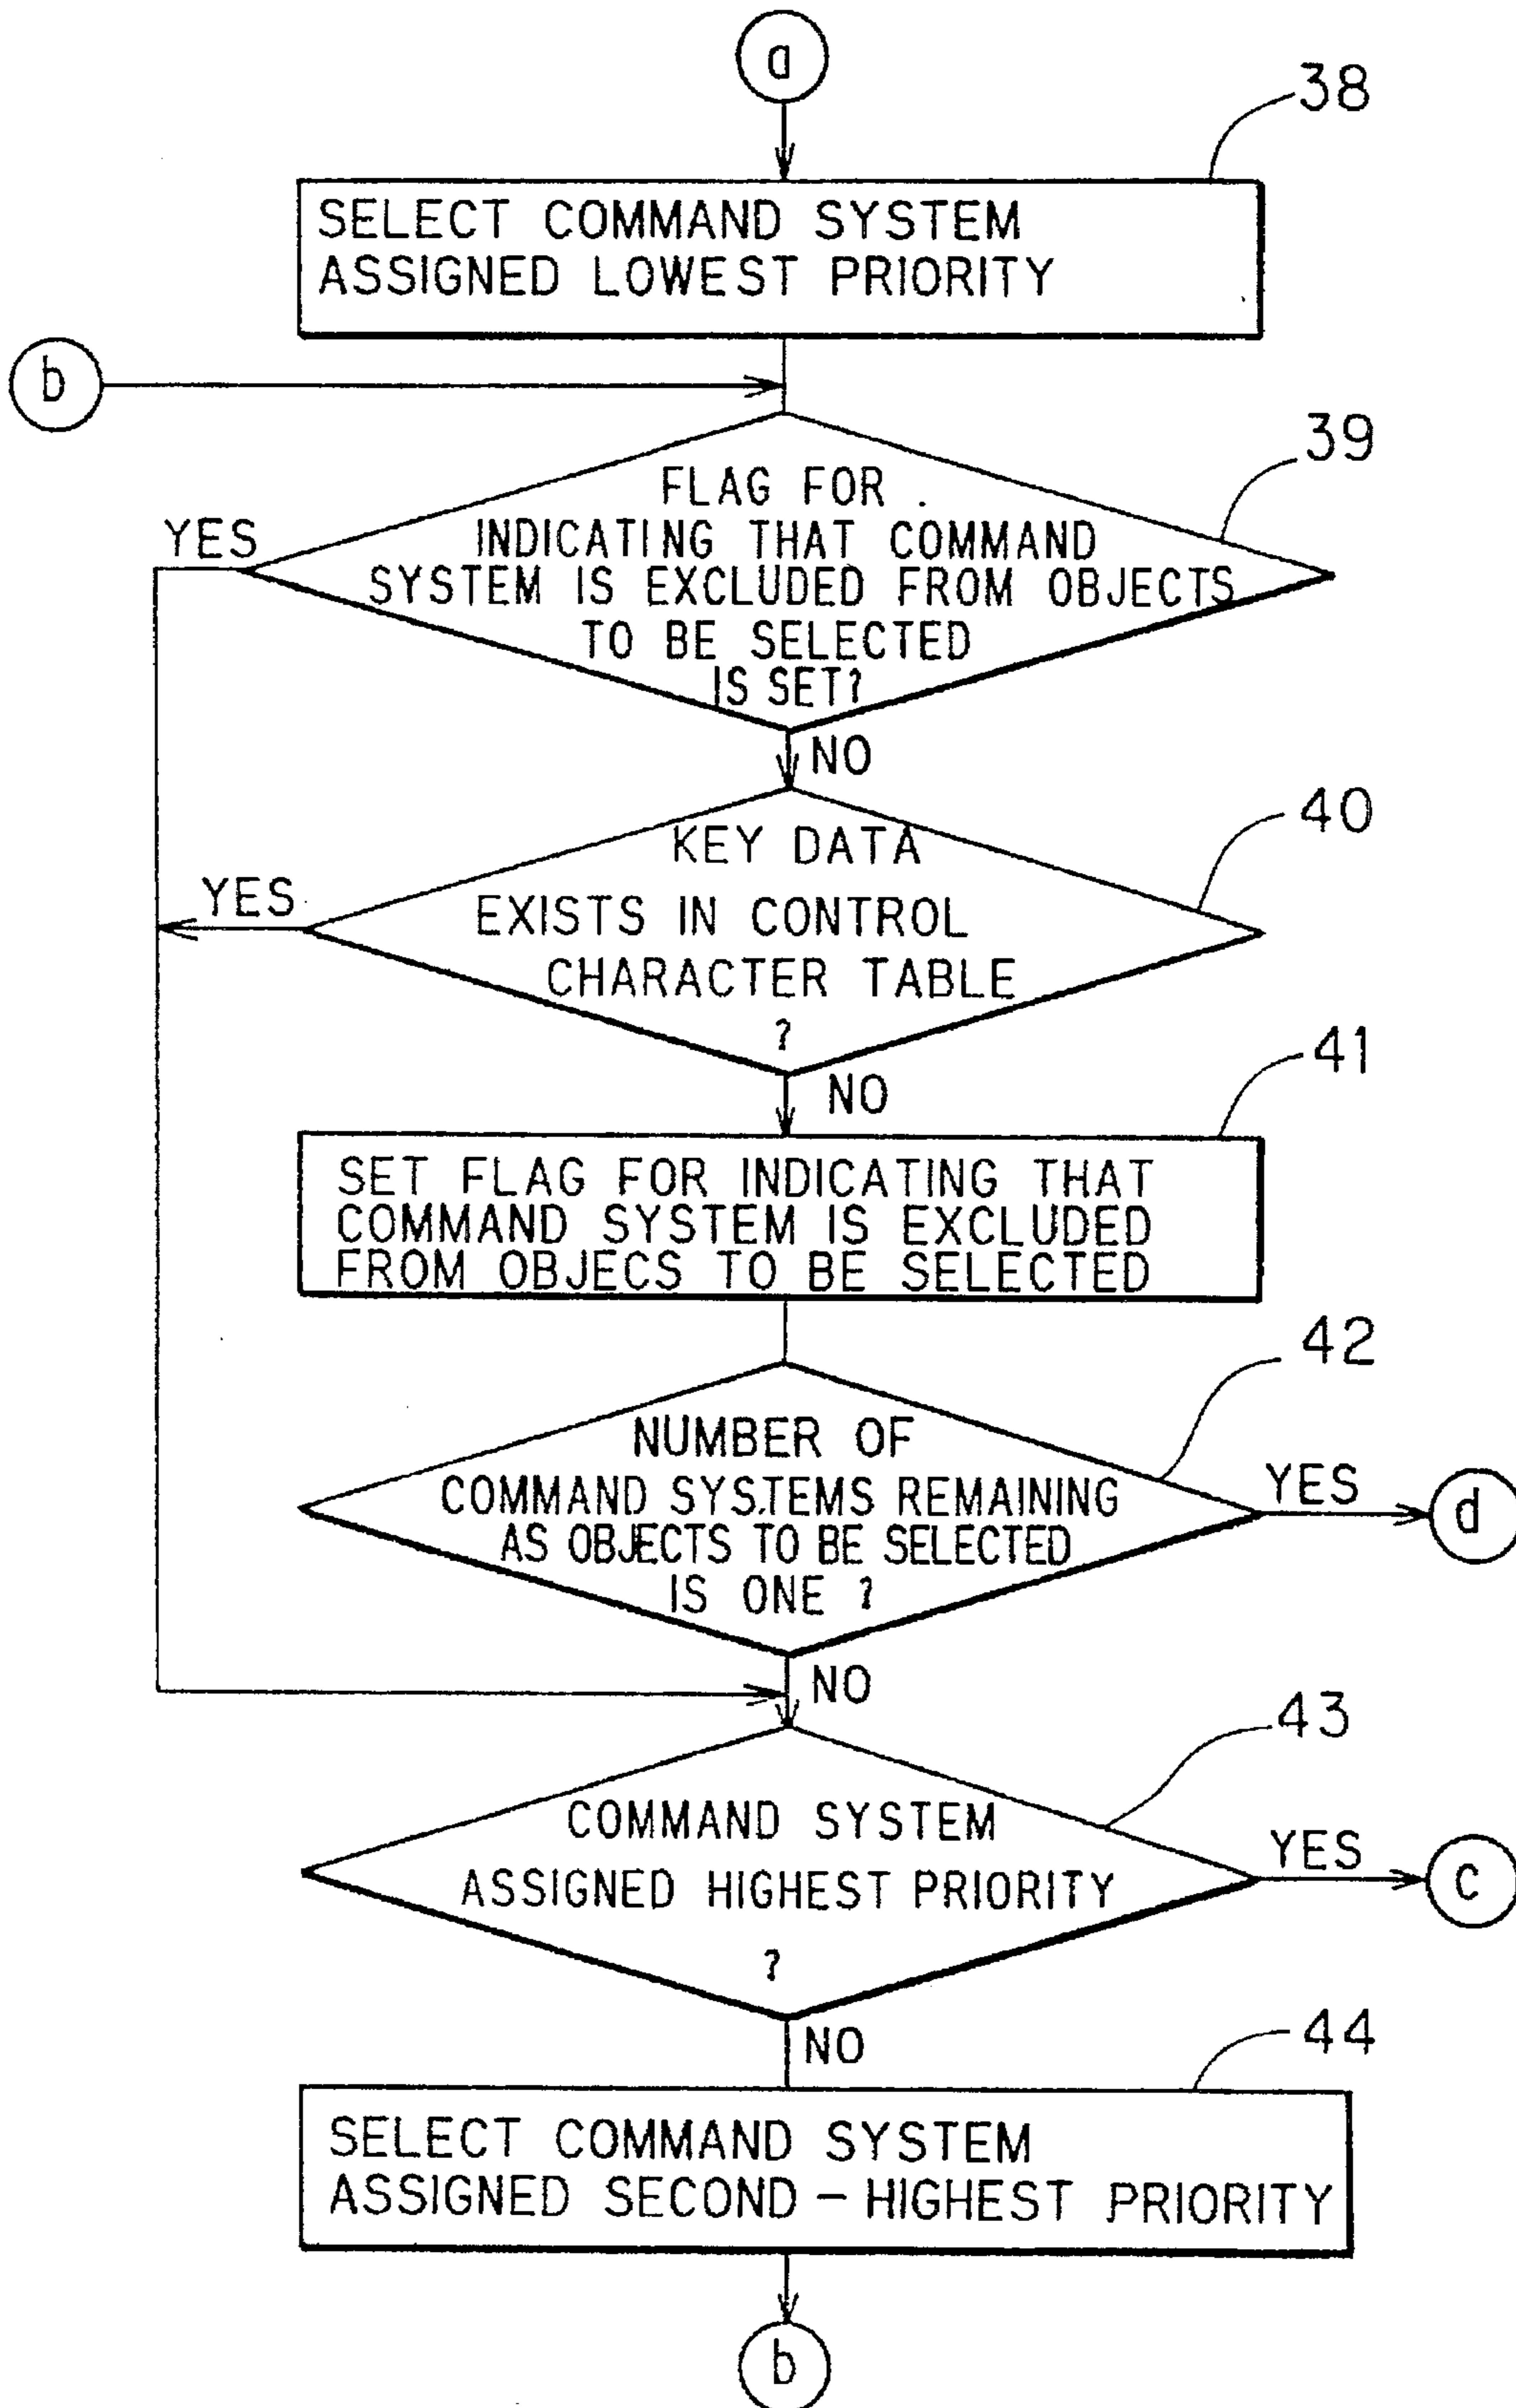 a
38
SELECT COMMAND SYSTEM
ASSIGNED LOWEST PRIORITY
b
39
FLAG FOR
YES
INDICATING THAT COMMAND
SYSTEM IS EXCLUDED FROM OBJECTS
TO BE SELECTED
IS SET?
NO
40
KEY DATA
YES
EXISTS IN CONTROL
CHARACTER TABLE
?
41
NO
SET FLAG FOR INDICATING THAT
COMMAND SYSTEM IS EXCLUDED
FROM OBJECS TO BE SELECTED
42
NUMBER OF
COMMAND SYSTEMS REMAINING
YES
d
AS OBJECTS TO BE SELECTED
IS ONE ?
NO
43
COMMAND SYSTEM
YES
c
ASSIGNED HIGHEST PRIORITY
?
NO
44
SELECT COMMAND SYSTEM
ASSIGNED SECOND - HIGHEST PRIORITY
b